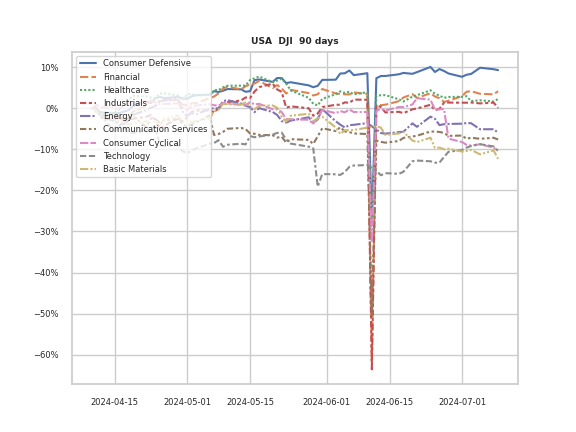 USA  DJI  90 days
Consumer Defensive
Financial
Healthcare
Industrials
Energy
Communication Services
Consumer Cyclical
Technology
Basic Materials
10%
0%
−10%
−20%
−30%
−40%
−50%
−60%
2024-04-15 2024-05-01 2024-05-15 2024-06-01 2024-06-15 2024-07-01